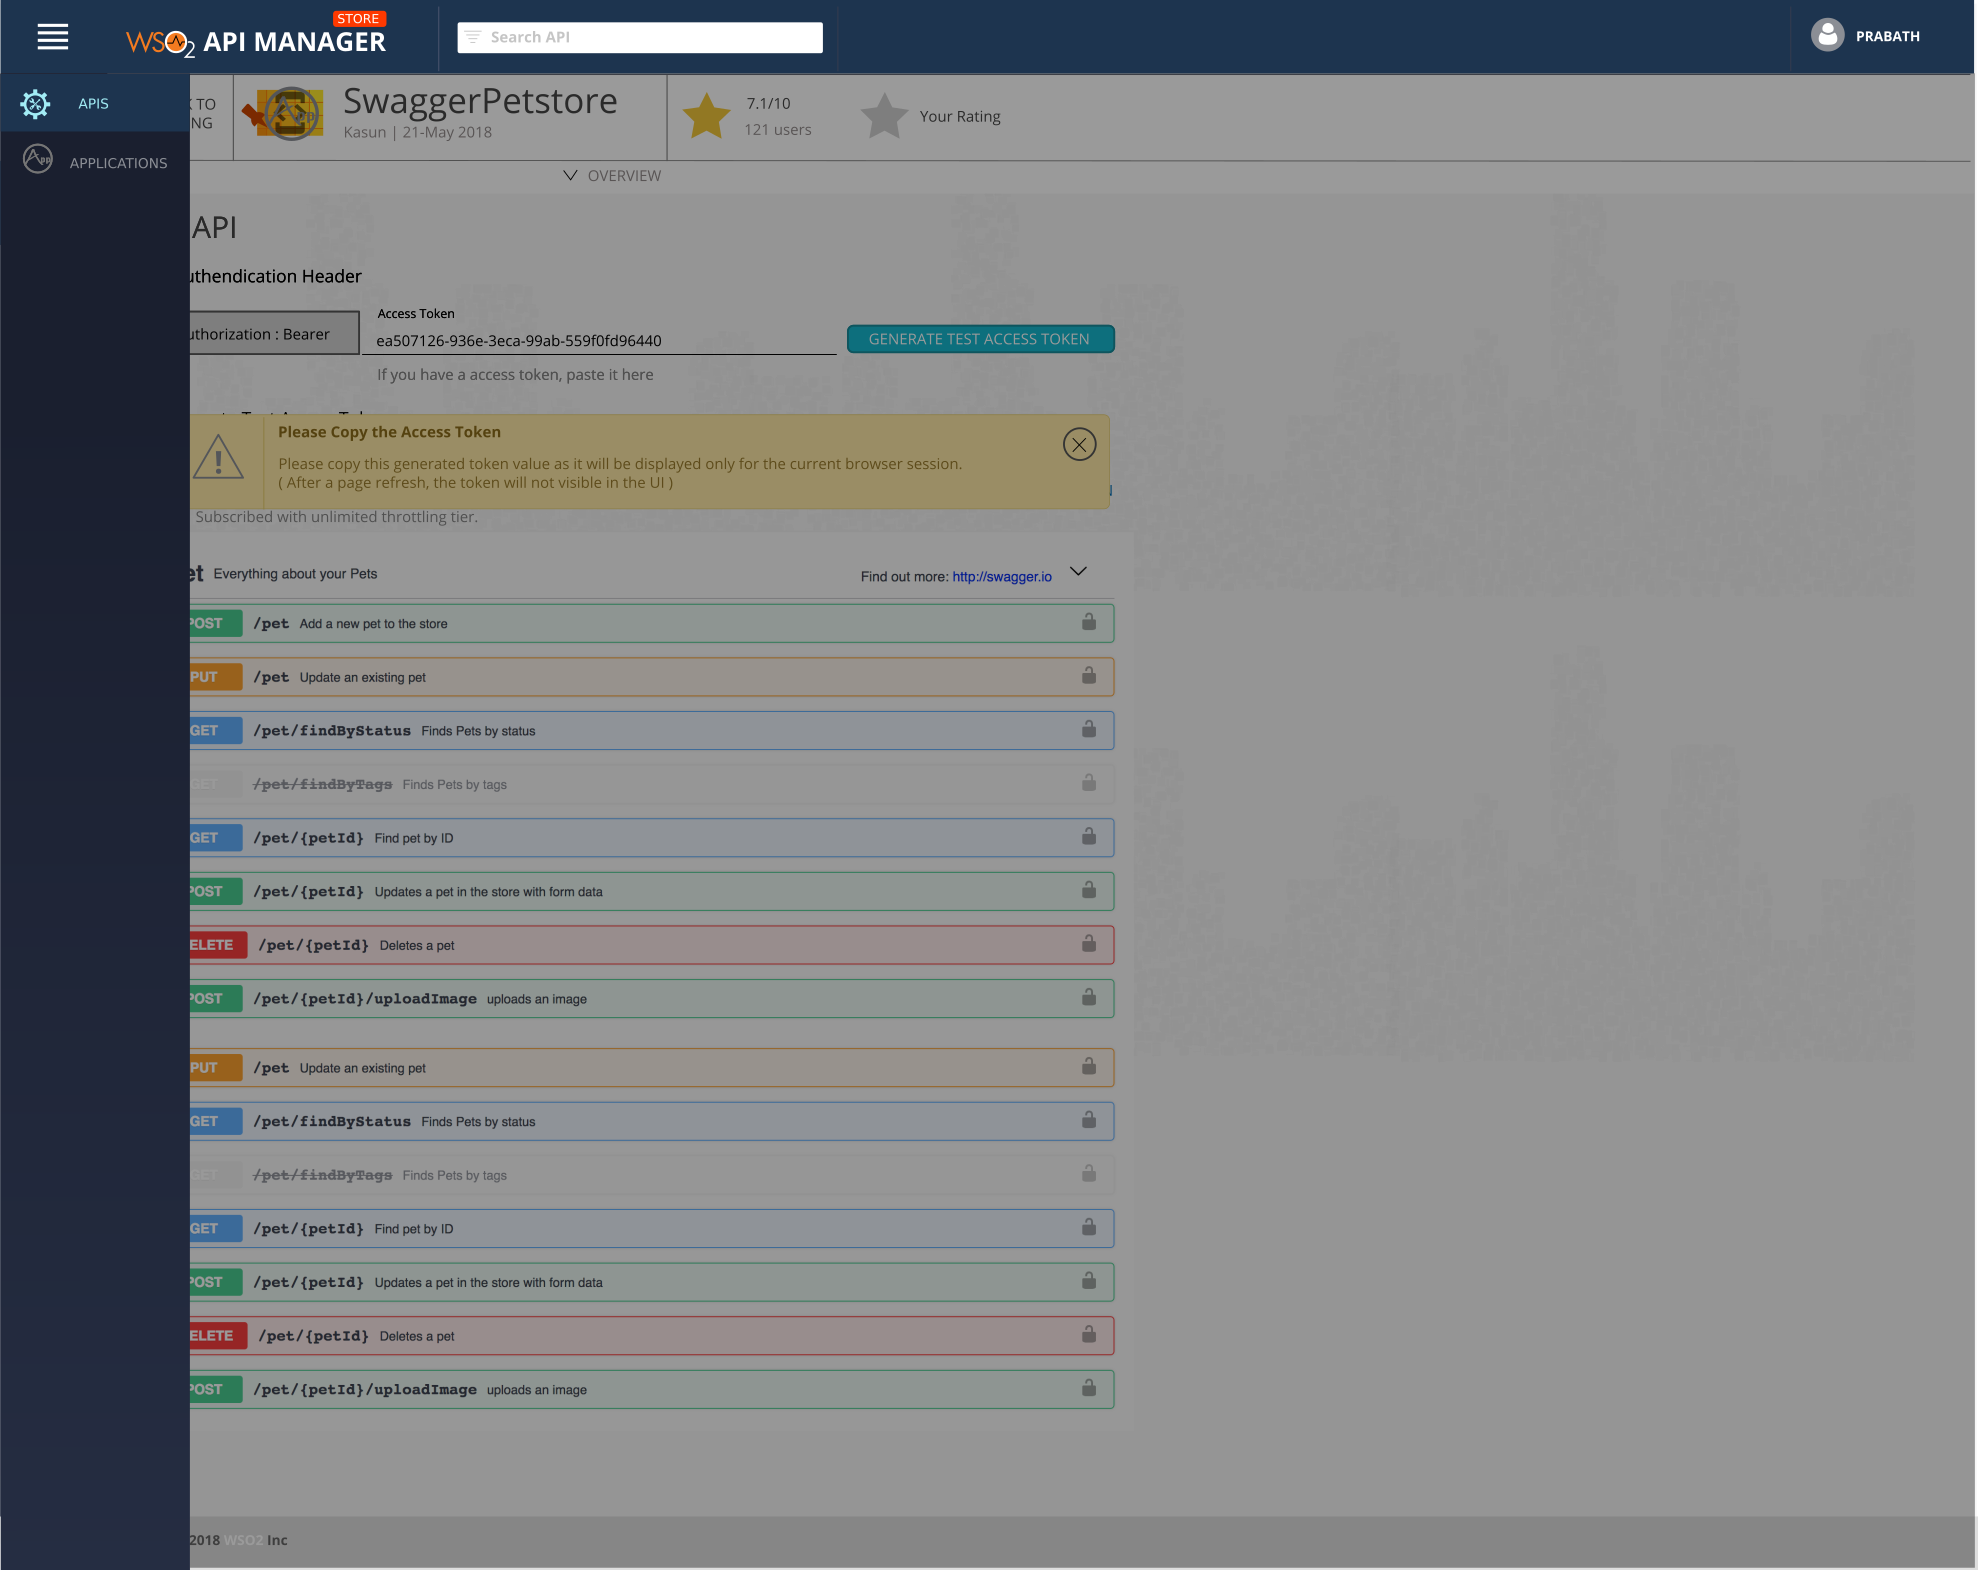 STORE
WSO2 API MANAGER
Search API
PRABATH
APIS
APPLICATIONS
TO
NG
SwaggerPetstore
Kasun | 21-May 2018
7.1/10
121 users
Your Rating
OVERVIEW
API
uthendication Header
uthorization : Bearer
Access Token
ea507126-936e-3eca-99ab-559f0fd96440
GENERATE TEST ACCESS TOKEN
If you have a access token, paste it here
Please Copy the Access Token
Please copy this generated token value as it will be displayed only for the current browser session.
( After a page refresh, the token will not visible in the UI )
Subscribed with unlimited throttling tier.
et Everything about your Pets
Find out more: http://swagger.io
POST /pet Add a new pet to the store
PUT /pet Update an existing pet
GET /pet/findByStatus Finds Pets by status
GET /pet/findByTags Finds Pets by tags
GET /pet/{petId} Find pet by ID
POST /pet/{petId} Updates a pet in the store with form data
ELETE /pet/{petId} Deletes a pet
POST /pet/{petId}/uploadImage uploads an image
PUT /pet Update an existing pet
GET /pet/findByStatus Finds Pets by status
GET /pet/findByTags Finds Pets by tags
GET /pet/{petId} Find pet by ID
POST /pet/{petId} Updates a pet in the store with form data
ELETE /pet/{petId} Deletes a pet
POST /pet/{petId}/uploadImage uploads an image
2018 WSO2 Inc